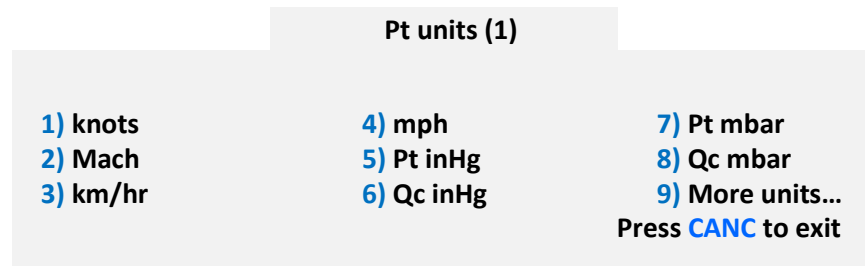 Pt units (1)
1) knots
2) Mach
3) km/hr
4) mph
5) Pt inHg
6) Qc inHg
7) Pt mbar
8) Qc mbar
9) More units…
Press CANC to exit